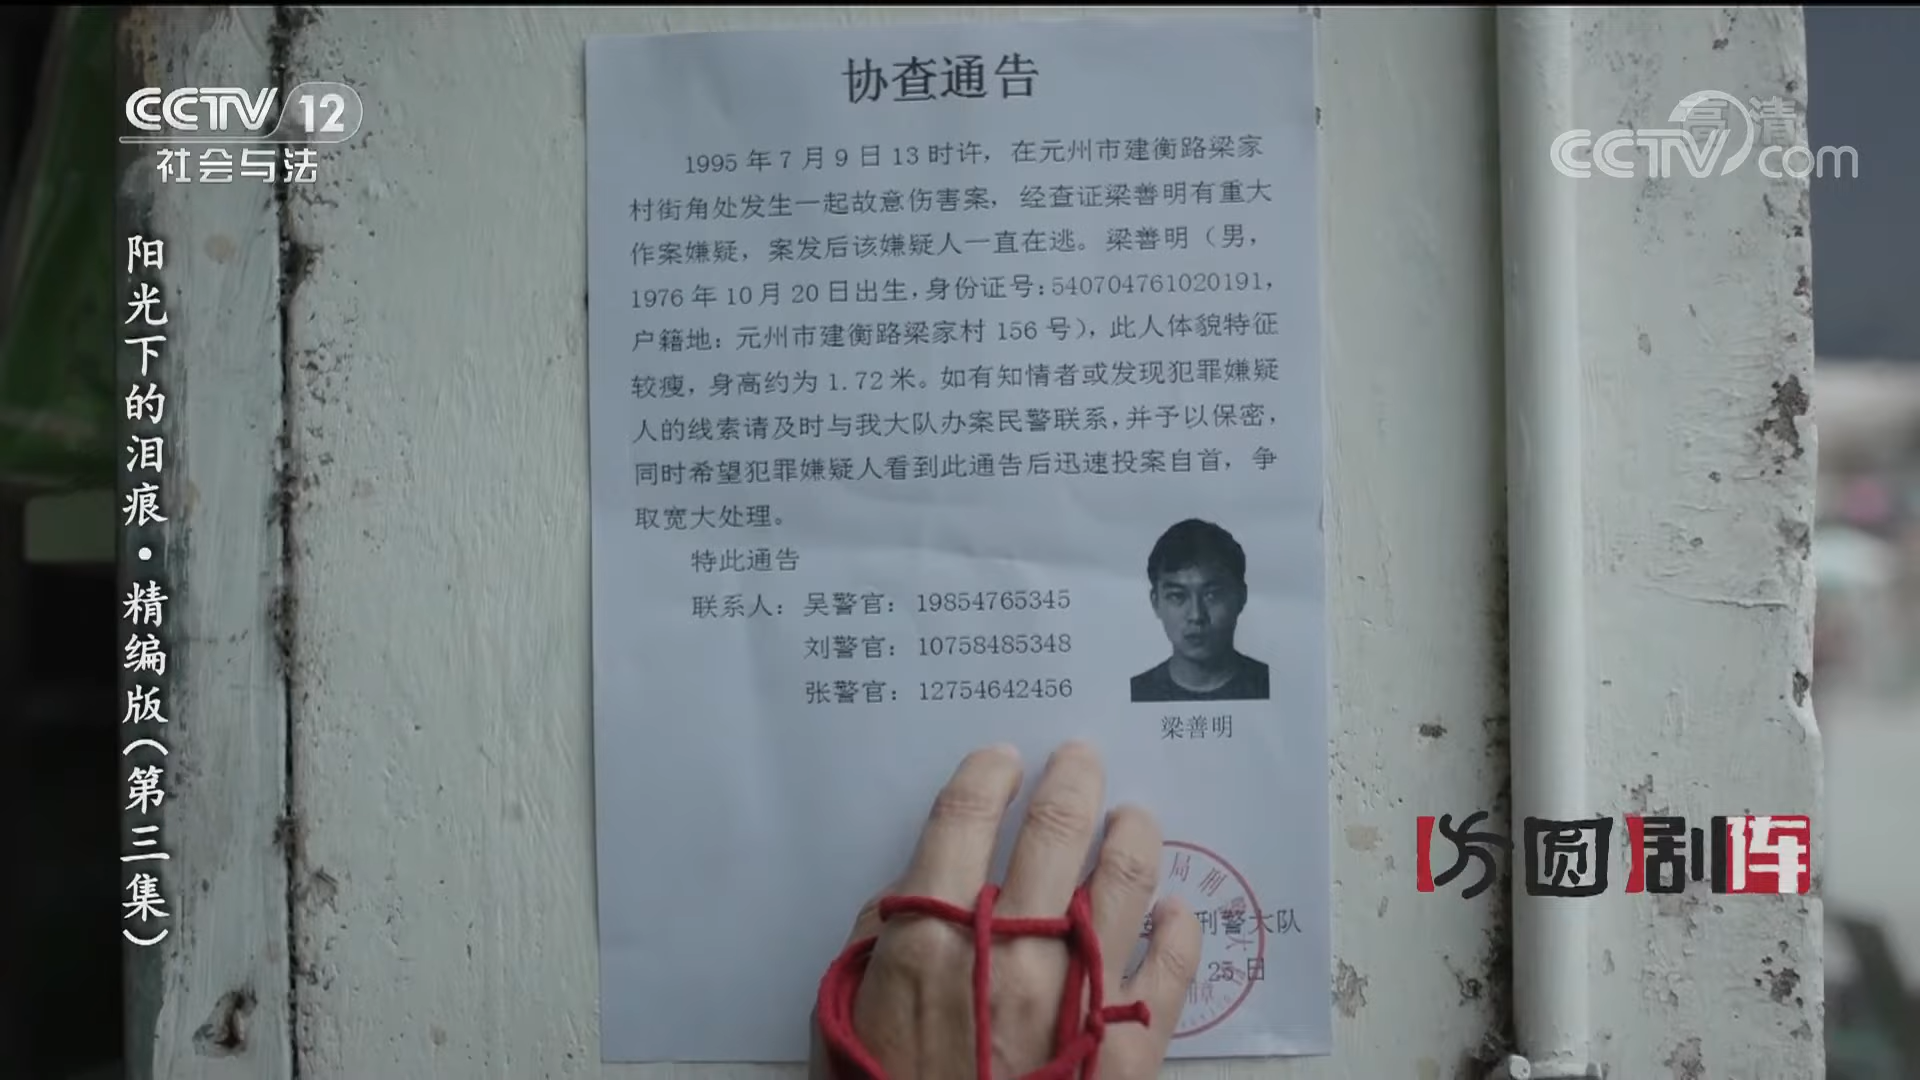 CCTV 12
社会与法
高清
CCTV.com
阳光下的泪痕·精编版(第三集)
协查通告
1995年7月9日13时许，在元州市建衡路梁家
村街角处发生一起故意伤害案，经查证梁善明有重大
作案嫌疑，案发后该嫌疑人一直在逃。梁善明（男，
1976年10月20日出生，身份证号：540704761020191，
户籍地：元州市建衡路梁家村156号），此人体貌特征
较瘦，身高约为1.72米。如有知情者或发现犯罪嫌疑
人的线索请及时与我大队办案民警联系，并予以保密，
同时希望犯罪嫌疑人看到此通告后迅速投案自首，争
取宽大处理。
特此通告
联系人：吴警官：19854765345
刘警官：10758485348
张警官：12754642456
梁善明
局刑
刑警大队
25日
用章
【方圆】剧阵